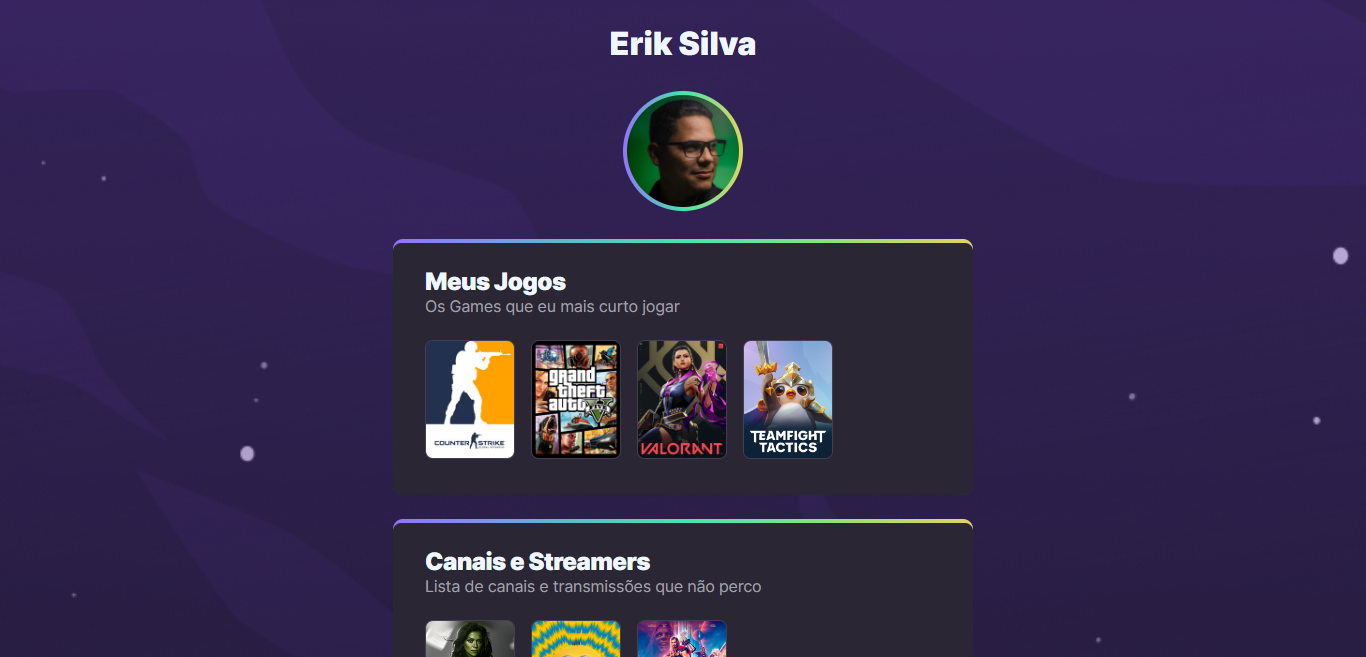 Erik Silva
Meus Jogos
Os Games que eu mais curto jogar
COUNTER STRIKE
grand
theft
auto
V
VALORANT
TEAMFIGHT
TACTICS
Canais e Streamers
Lista de canais e transmissões que não perco